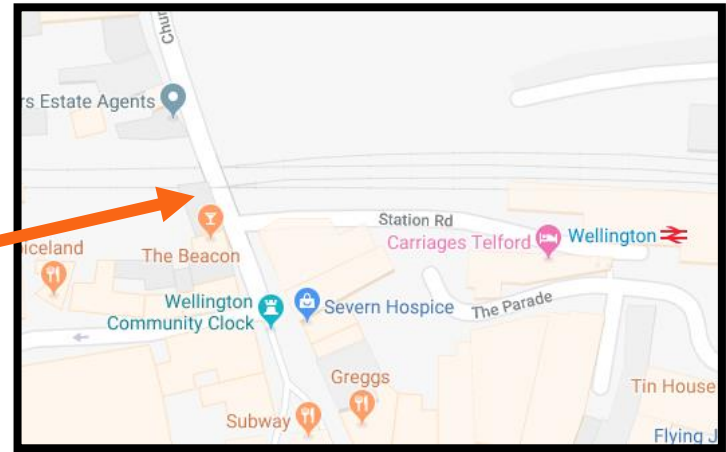 Chur
rs Estate Agents
Station Rd
Carriages Telford
Wellington
iceland
The Beacon
Wellington
Community Clock
Severn Hospice
The Parade
Greggs
Tin House
Subway
Flying J